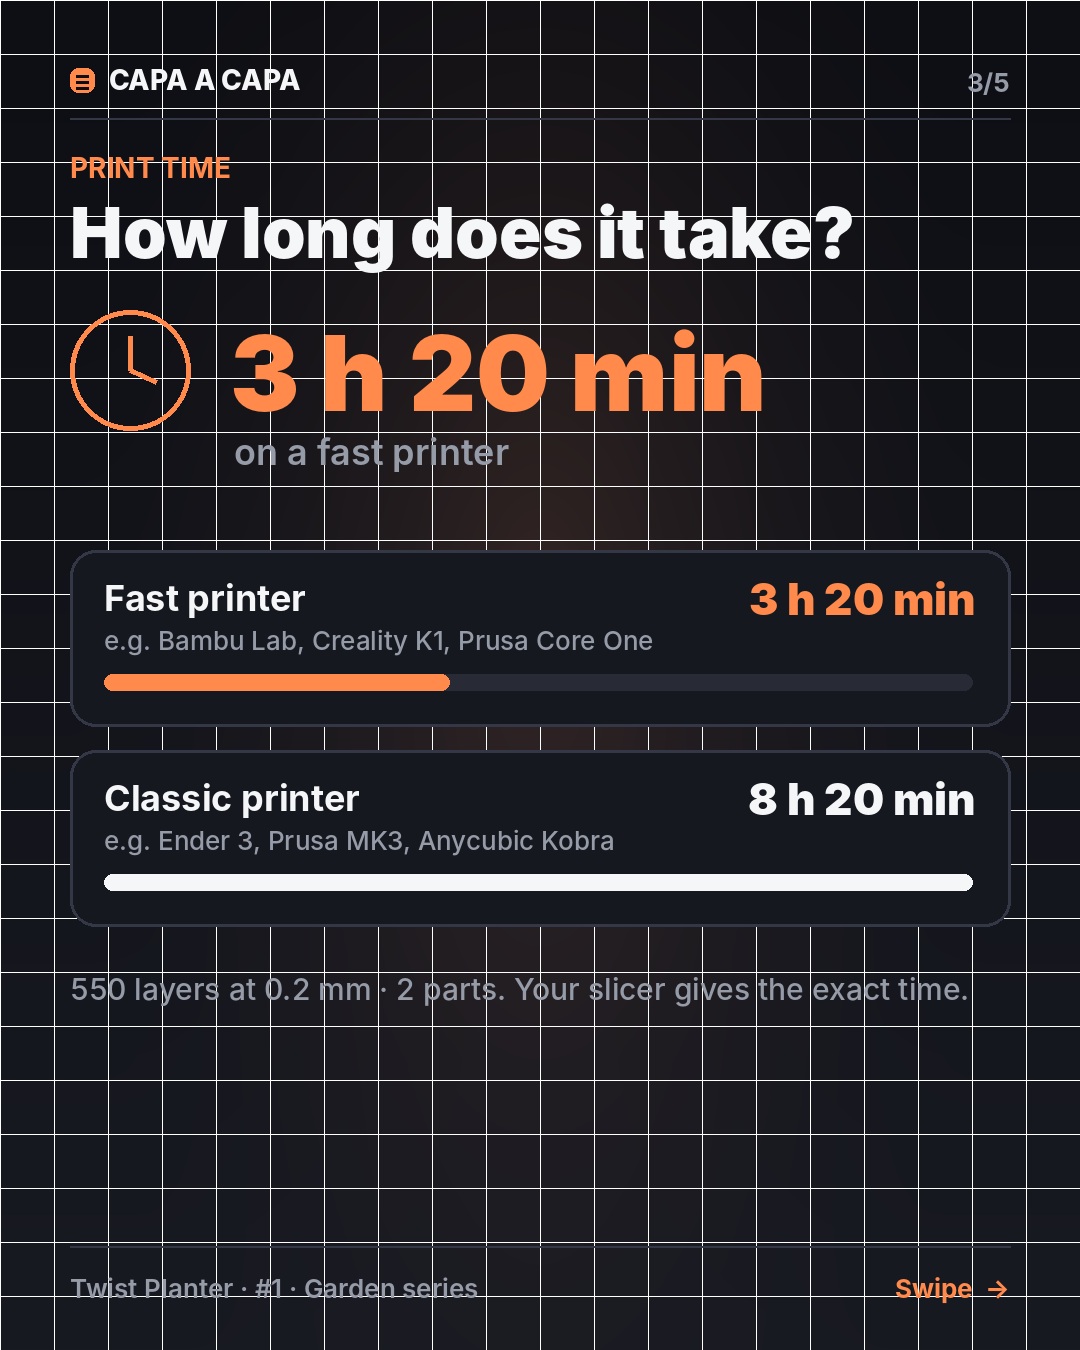 CAPA A CAPA
3/5
PRINT TIME
How long does it take?
3 h 20 min
on a fast printer
Fast printer
3 h 20 min
e.g. Bambu Lab, Creality K1, Prusa Core One
Classic printer
8 h 20 min
e.g. Ender 3, Prusa MK3, Anycubic Kobra
550 layers at 0.2 mm · 2 parts. Your slicer gives the exact time.
Twist Planter · #1 · Garden series
Swipe →